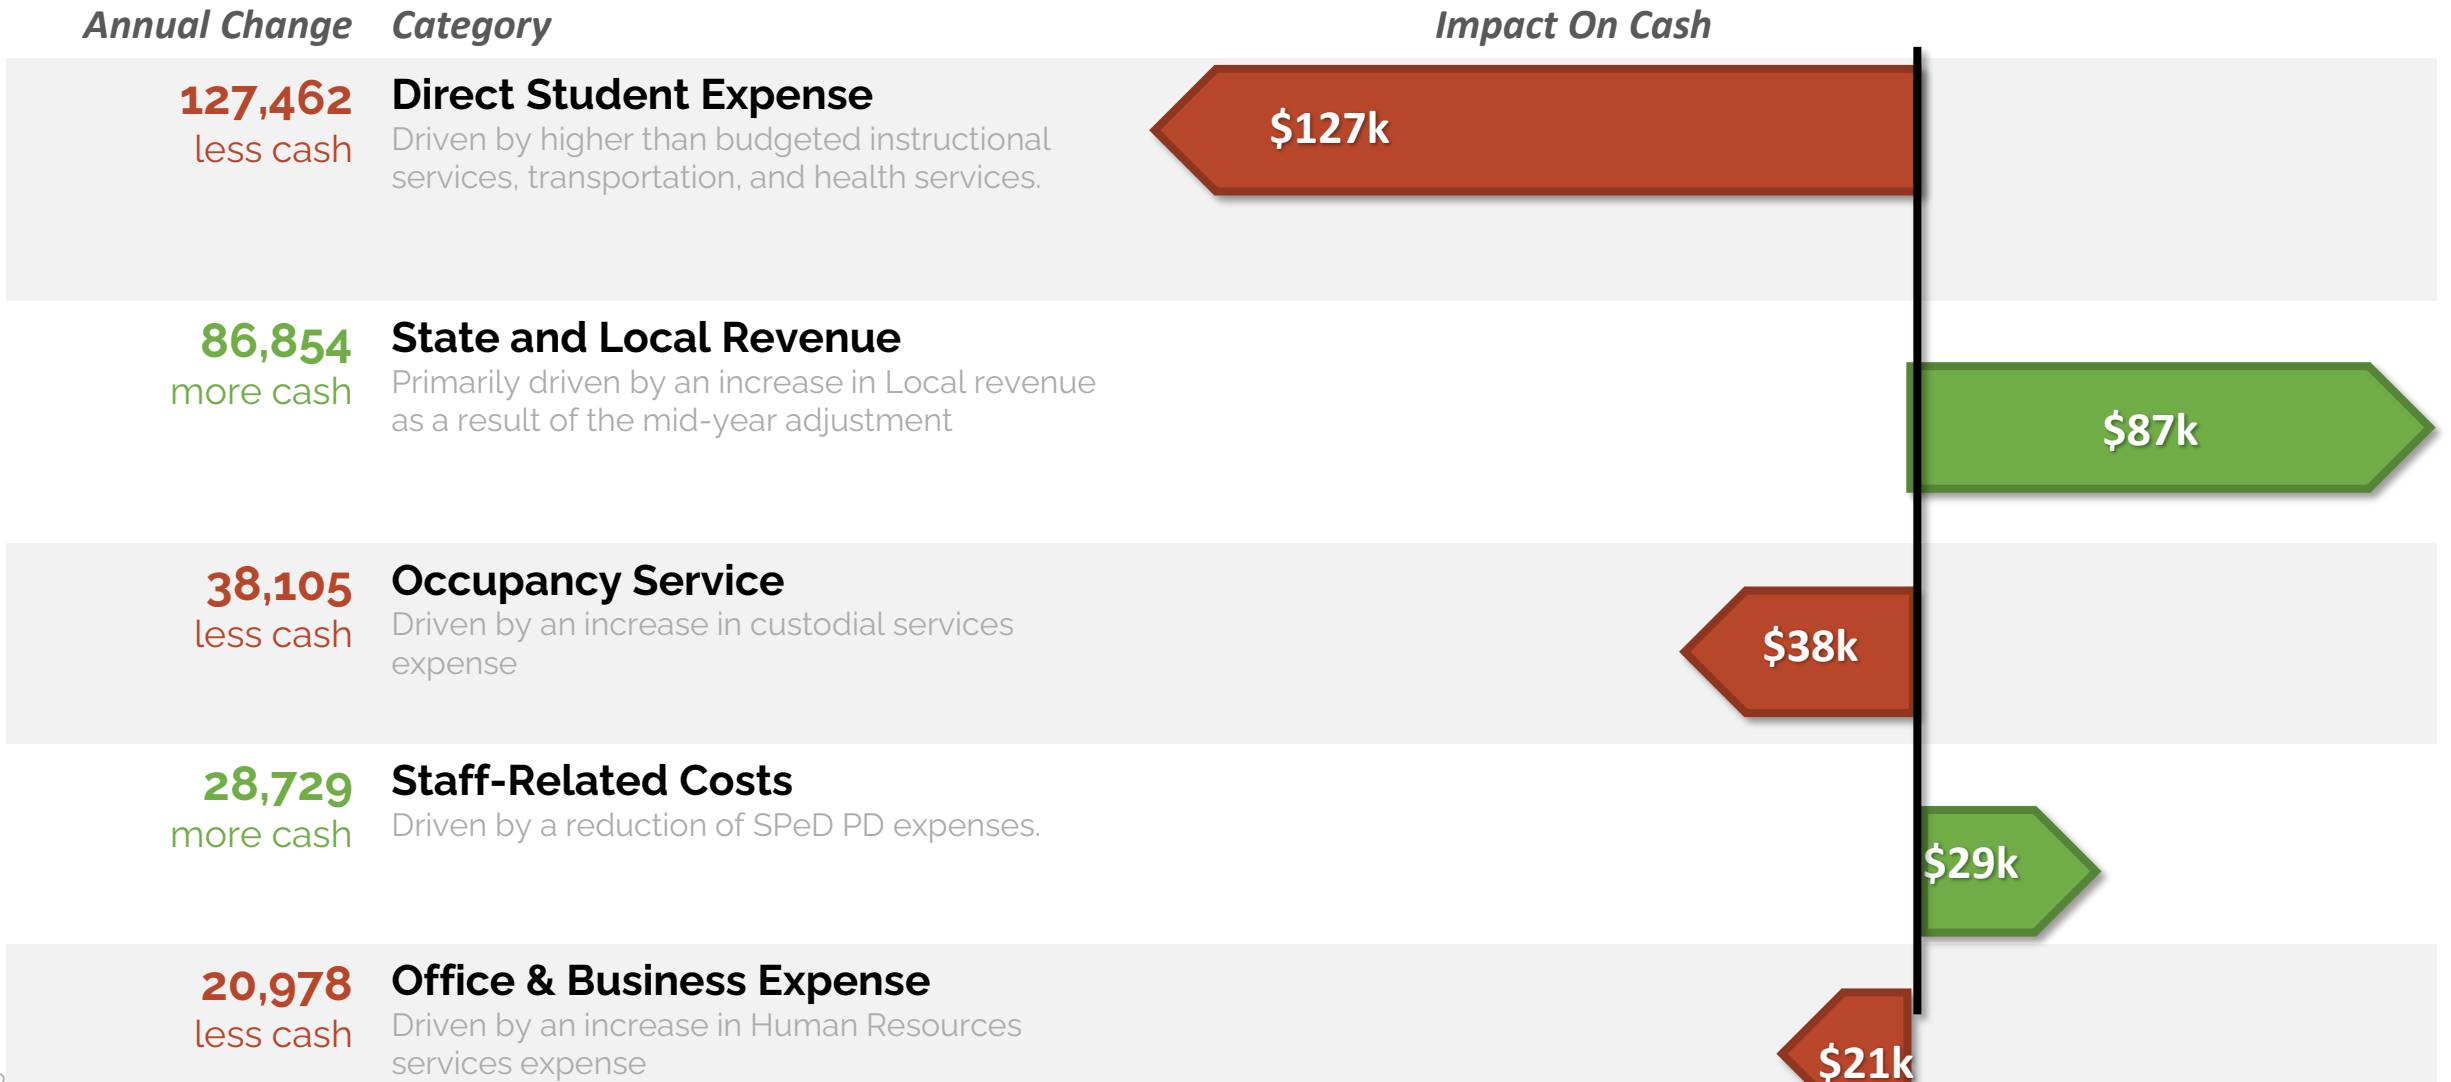 Annual Change Category Impact On Cash
127,462 Direct Student Expense
less cash Driven by higher than budgeted instructional
services, transportation, and health services.
$127k
86,854 State and Local Revenue
more cash Primarily driven by an increase in Local revenue
as a result of the mid-year adjustment
$87k
38,105 Occupancy Service
less cash Driven by an increase in custodial services
expense
$38k
28,729 Staff-Related Costs
more cash Driven by a reduction of SPeD PD expenses.
$29k
20,978 Office & Business Expense
less cash Driven by an increase in Human Resources
services expense
$21k